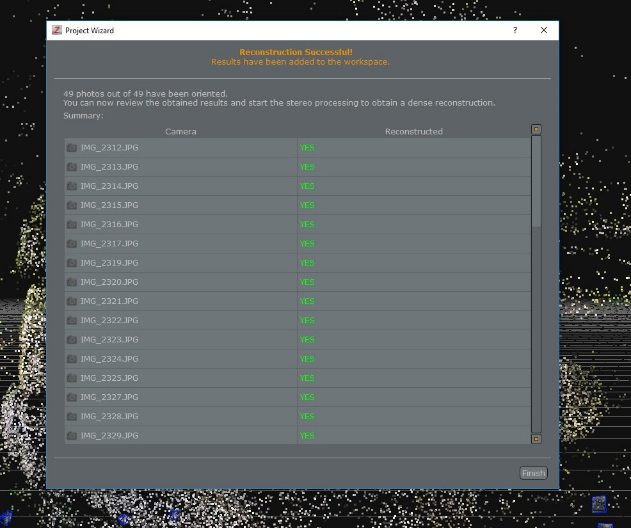 Project Wizard
Reconstruction Successful!
Results have been added to the workspace.
49 photos out of 49 have been oriented.
You can now review the obtained results and start the stereo processing to obtain a dense reconstruction.
Summary:
Camera Reconstructed
IMG_2312.JPG YES
IMG_2313.JPG YES
IMG_2314.JPG YES
IMG_2315.JPG YES
IMG_2316.JPG YES
IMG_2317.JPG YES
IMG_2319.JPG YES
IMG_2320.JPG YES
IMG_2321.JPG YES
IMG_2322.JPG YES
IMG_2323.JPG YES
IMG_2324.JPG YES
IMG_2325.JPG YES
IMG_2327.JPG YES
IMG_2328.JPG YES
IMG_2329.JPG YES
Finish